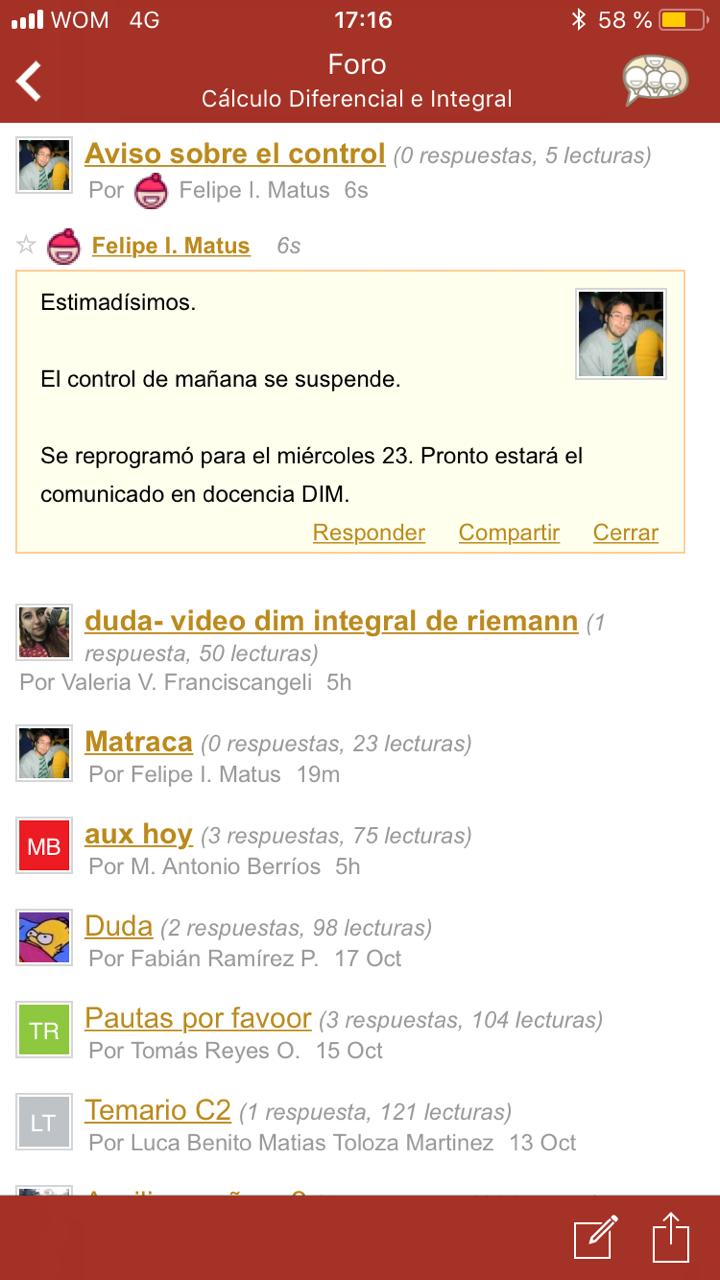 WOM 4G 17:16 58 %
Foro
Cálculo Diferencial e Integral
Aviso sobre el control (0 respuestas, 5 lecturas)
Por Felipe I. Matus 6s
Felipe I. Matus 6s
Estimadísimos.
El control de mañana se suspende.
Se reprogramó para el miércoles 23. Pronto estará el
comunicado en docencia DIM.
Responder Compartir Cerrar
duda- video dim integral de riemann (1
respuesta, 50 lecturas)
Por Valeria V. Franciscangeli 5h
Matraca (0 respuestas, 23 lecturas)
Por Felipe I. Matus 19m
MB aux hoy (3 respuestas, 75 lecturas)
Por M. Antonio Berríos 5h
Duda (2 respuestas, 98 lecturas)
Por Fabián Ramírez P. 17 Oct
TR Pautas por favoor (3 respuestas, 104 lecturas)
Por Tomás Reyes O. 15 Oct
LT Temario C2 (1 respuesta, 121 lecturas)
Por Luca Benito Matias Toloza Martinez 13 Oct